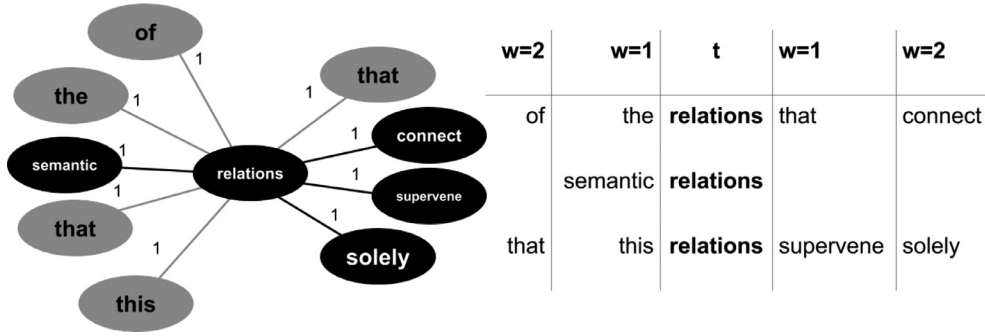 of
1
that
1
the
1
connect
1
semantic
1
relations
1
supervene
1
that
1
solely
1
this
1
w=2 w=1 t w=1 w=2
of the relations that connect
semantic relations
that this relations supervene solely